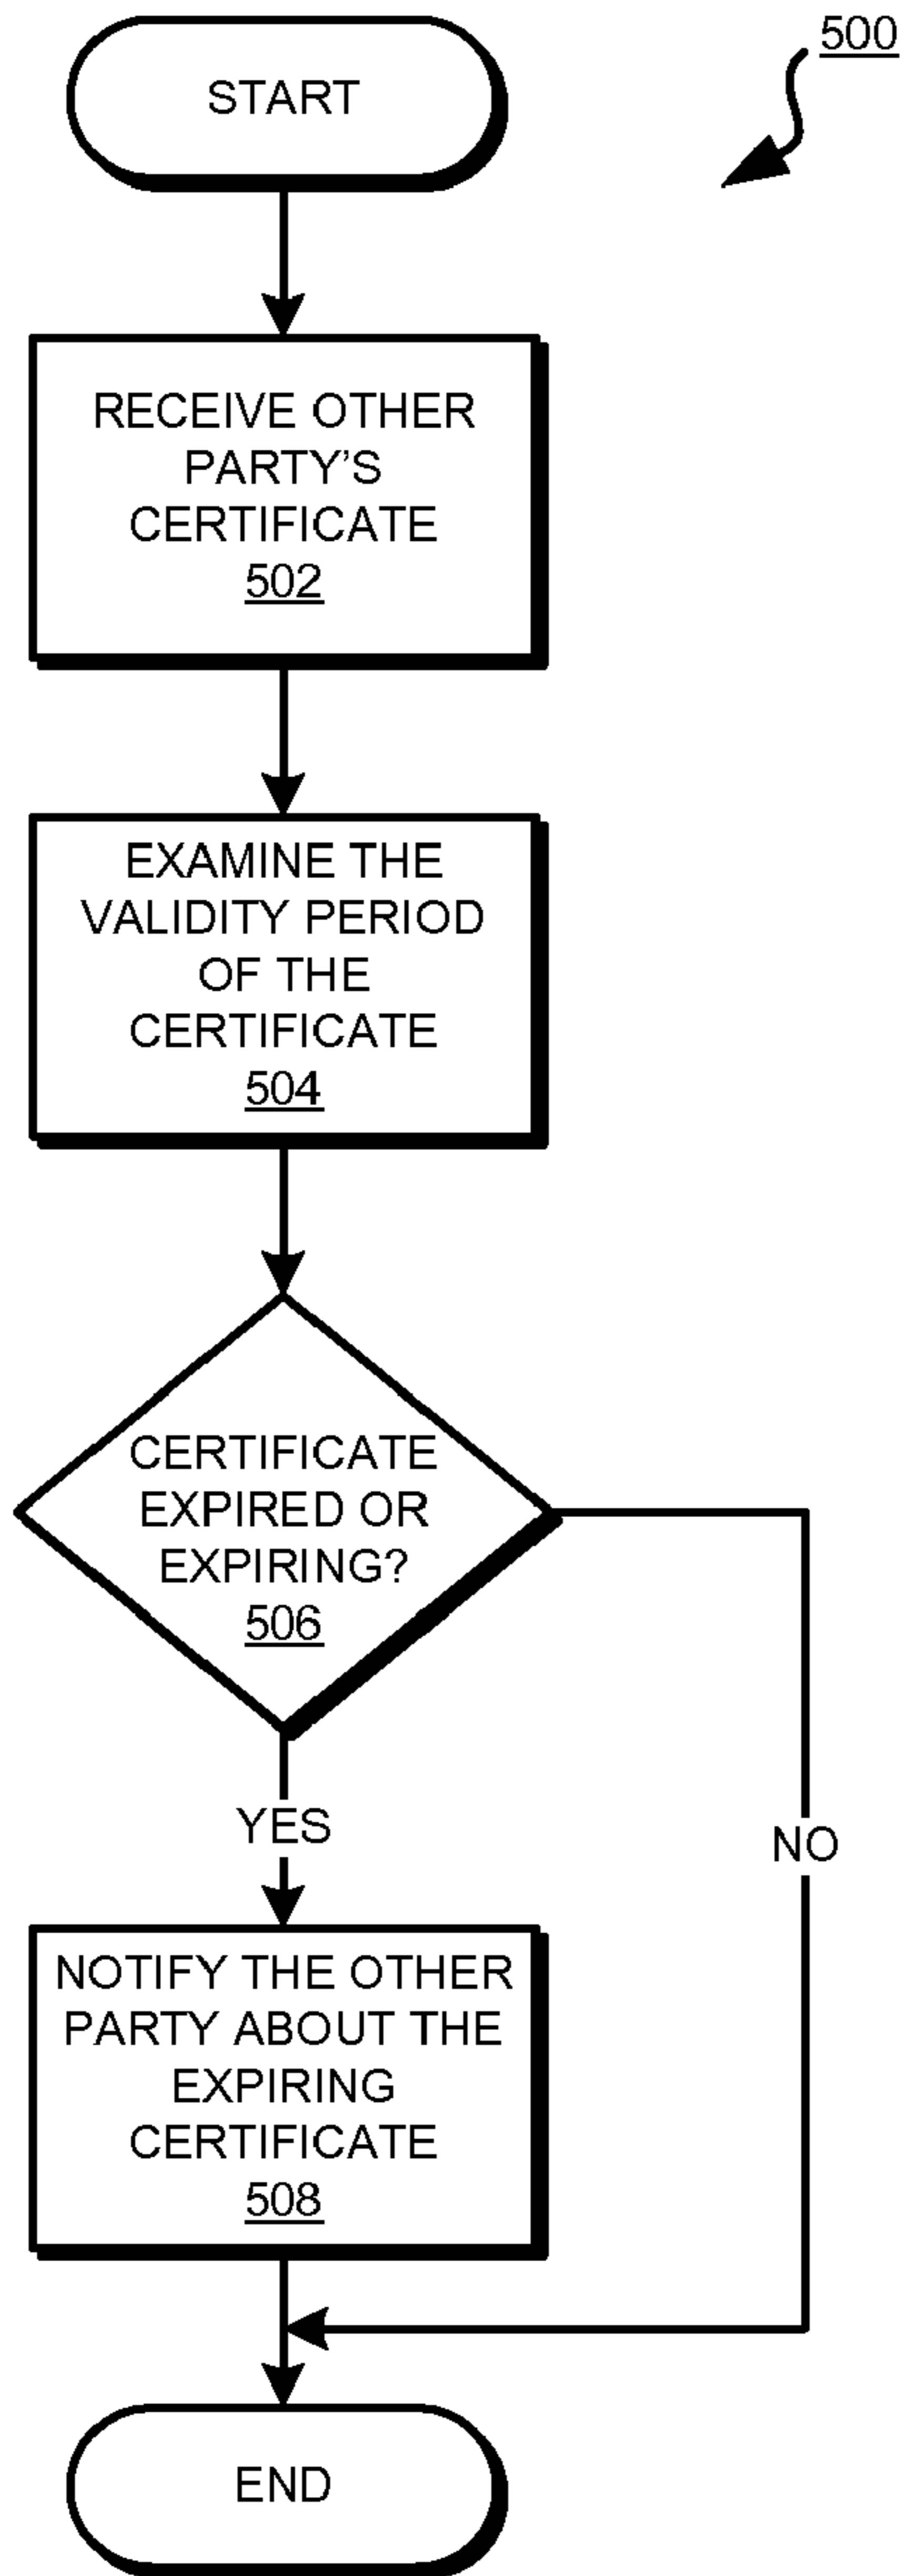 500
START
RECEIVE OTHER
PARTY'S
CERTIFICATE
502
EXAMINE THE
VALIDITY PERIOD
OF THE
CERTIFICATE
504
CERTIFICATE
EXPIRED OR
EXPIRING?
506
YES
NO
NOTIFY THE OTHER
PARTY ABOUT THE
EXPIRING
CERTIFICATE
508
END